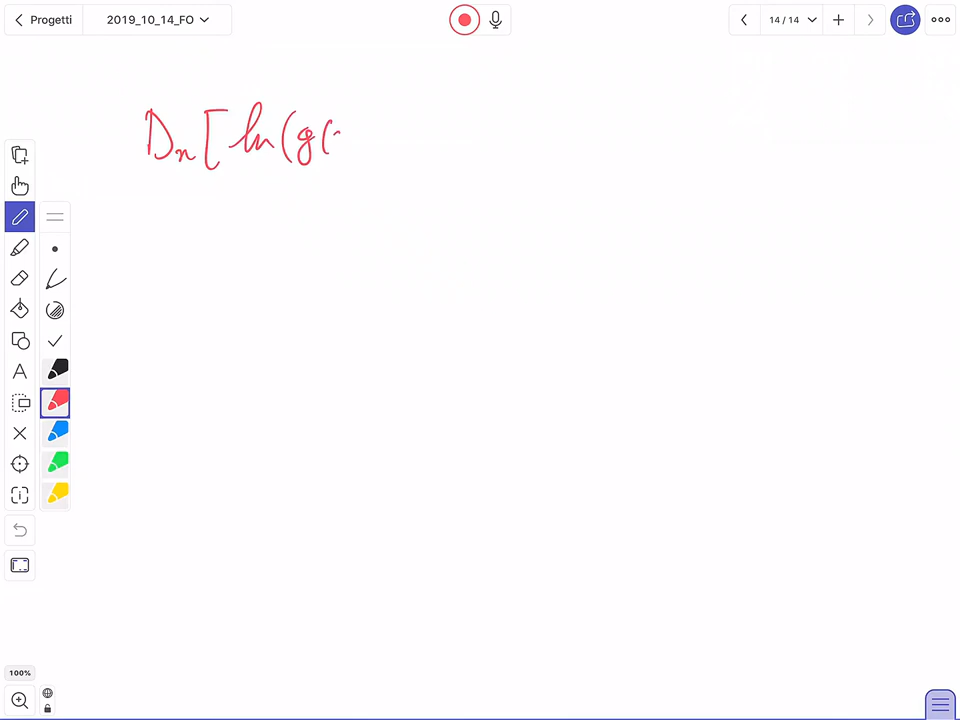 Progetti
2019_10_14_FO
14 / 14
Dx [ ln (g(
A
100%